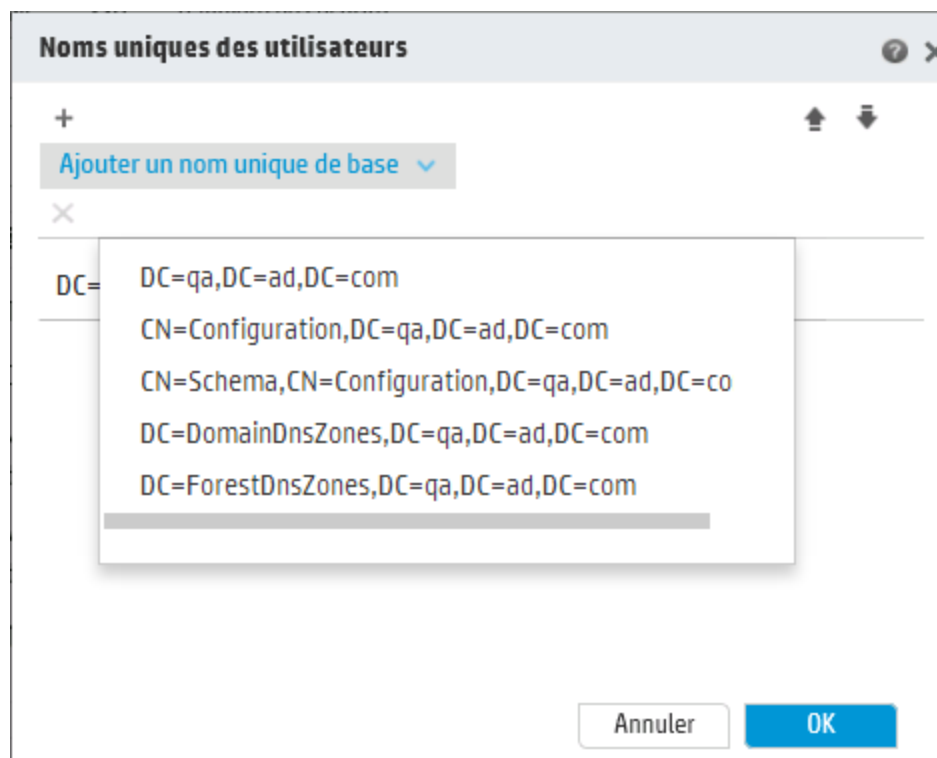 Noms uniques des utilisateurs
Ajouter un nom unique de base
DC=
DC=qa,DC=ad,DC=com
CN=Configuration,DC=qa,DC=ad,DC=com
CN=Schema,CN=Configuration,DC=qa,DC=ad,DC=co
DC=DomainDnsZones,DC=qa,DC=ad,DC=com
DC=ForestDnsZones,DC=qa,DC=ad,DC=com
Annuler
OK